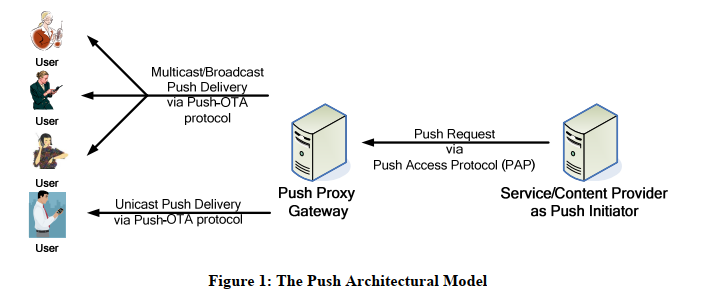 User
User
User
User
Multicast/Broadcast
Push Delivery
via Push-OTA
protocol
Unicast Push Delivery
via Push-OTA protocol
Push Proxy
Gateway
Push Request
via
Push Access Protocol (PAP)
Service/Content Provider
as Push Initiator
Figure 1: The Push Architectural Model